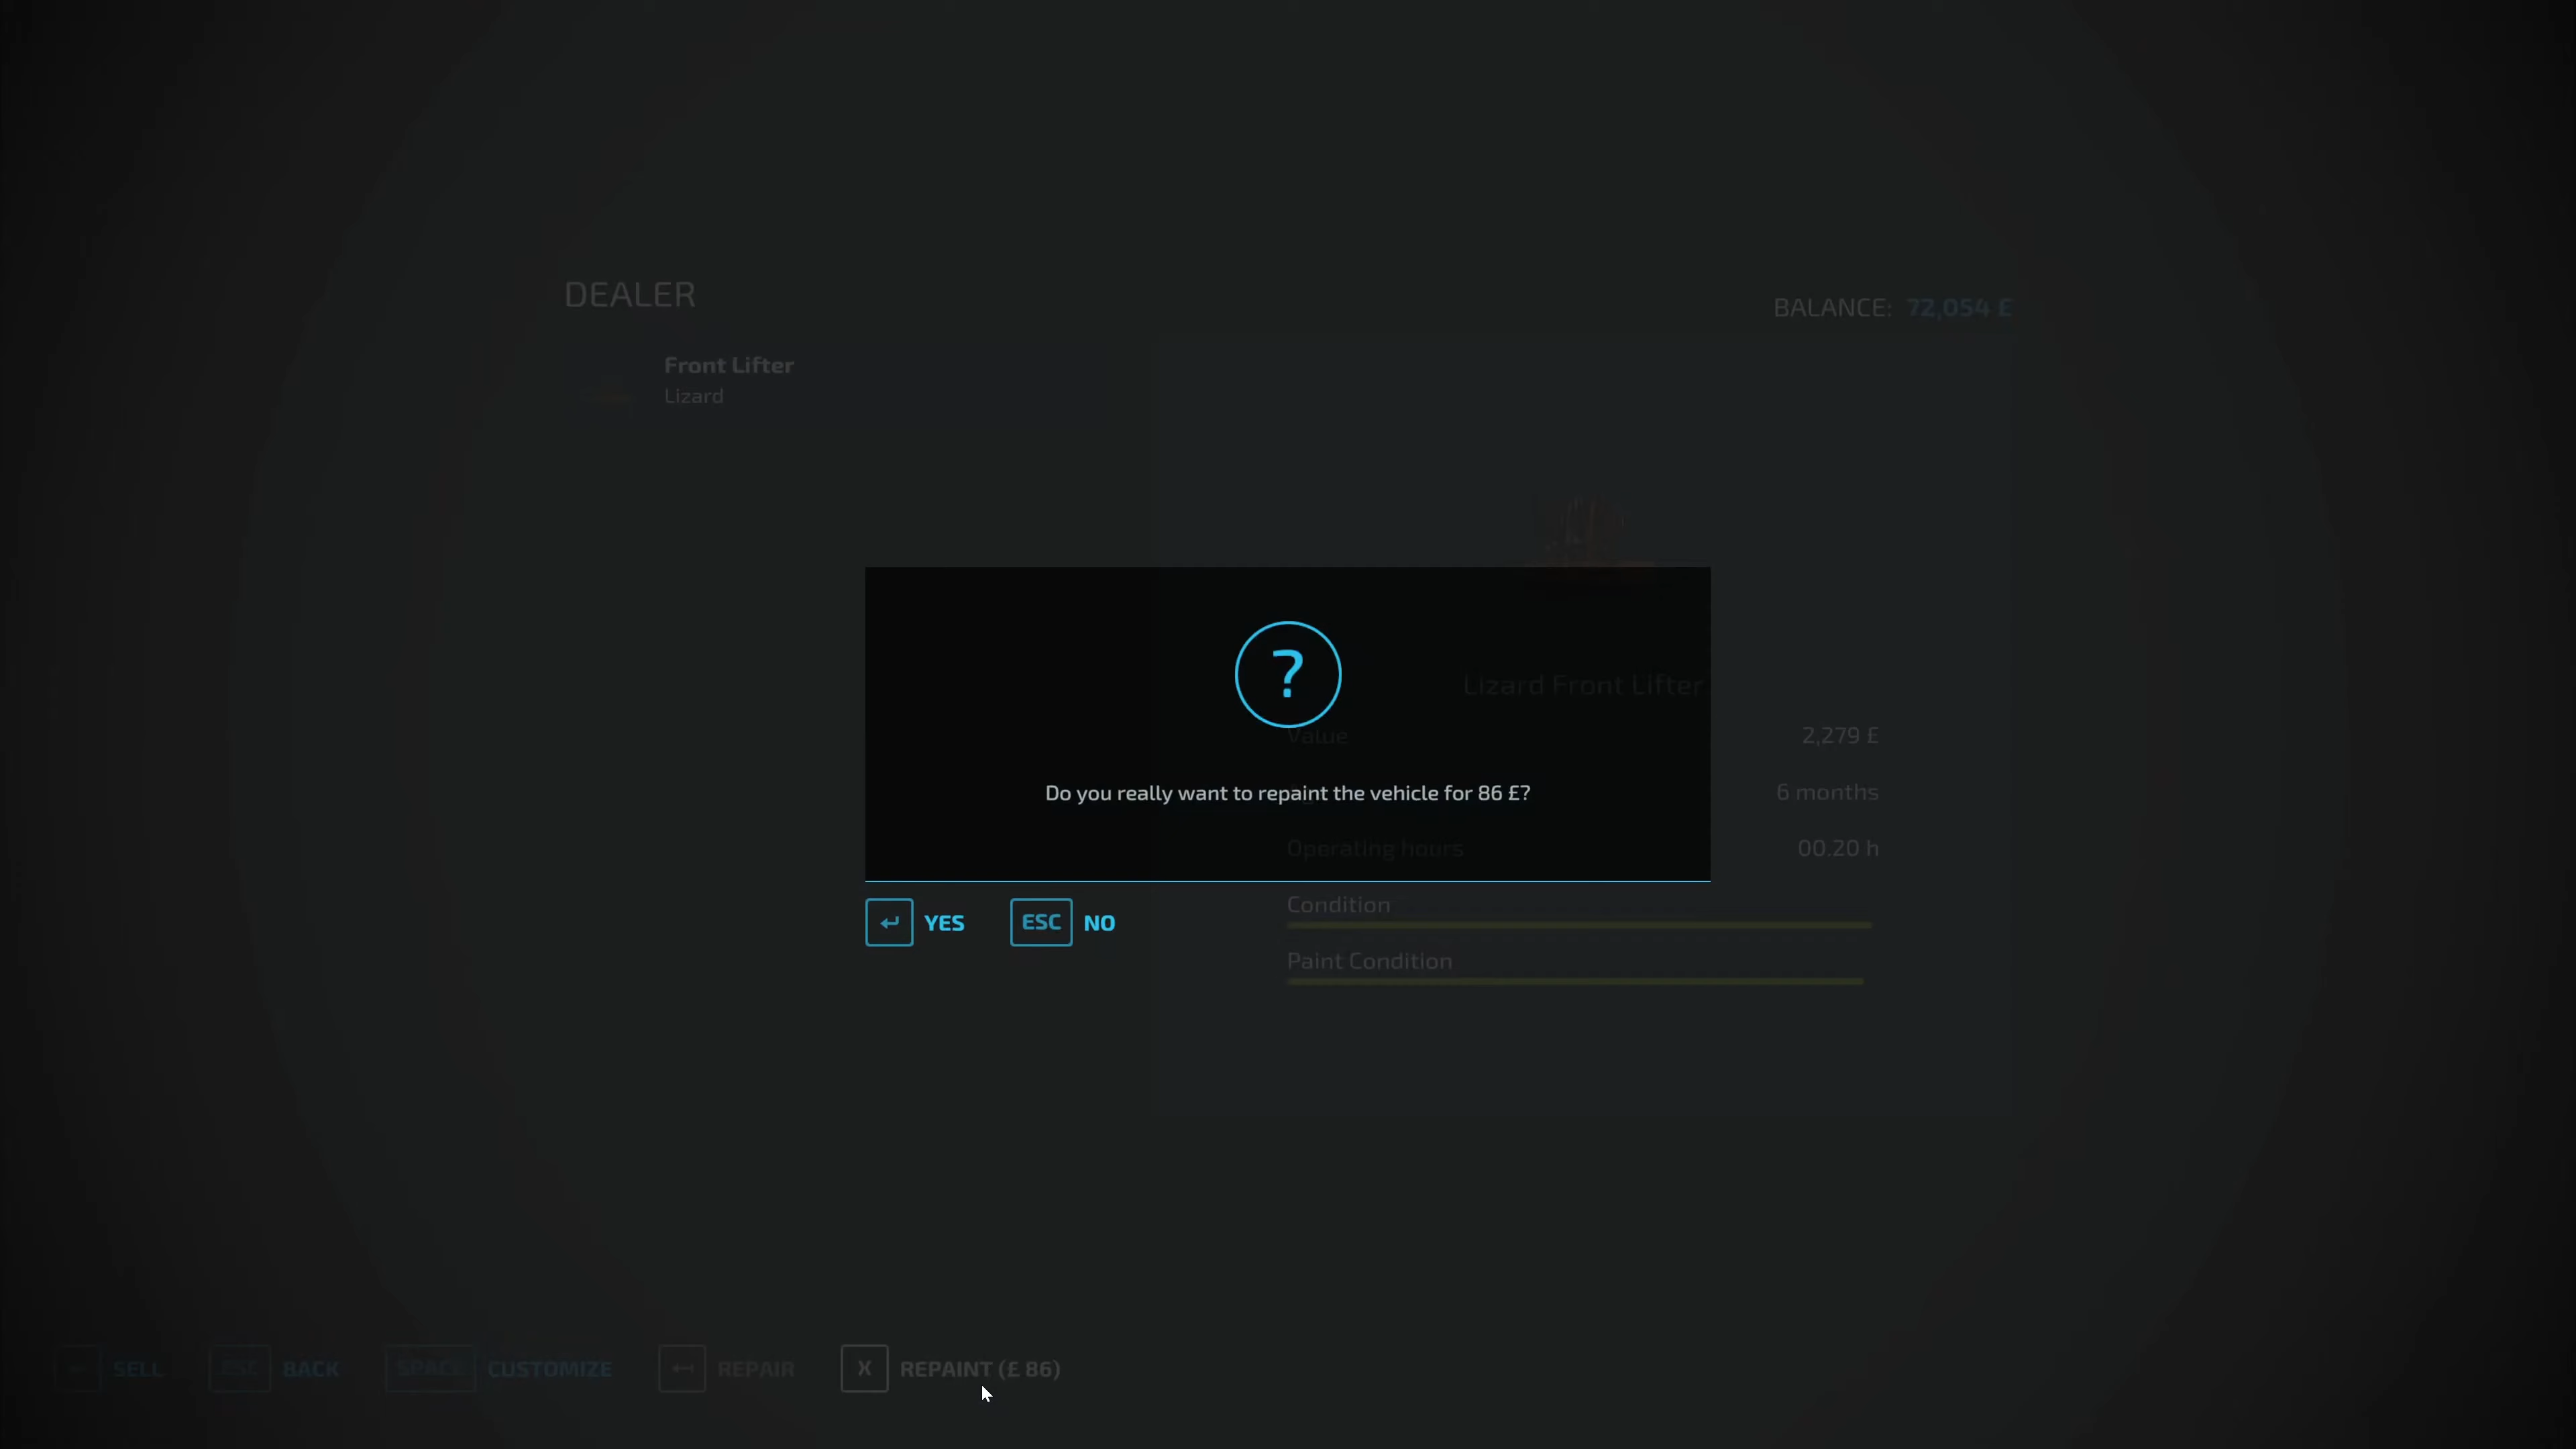 DEALER
BALANCE: 72,054 £
Front Lifter
Lizard
?
Lizard Front Lifter
Value 2,279 £
Do you really want to repaint the vehicle for 86 £?
6 months
Operating hours 00.20 h
YES ESC NO
Condition
Paint Condition
SELL ESC BACK SPACE CUSTOMIZE REPAIR X REPAINT (£ 86)